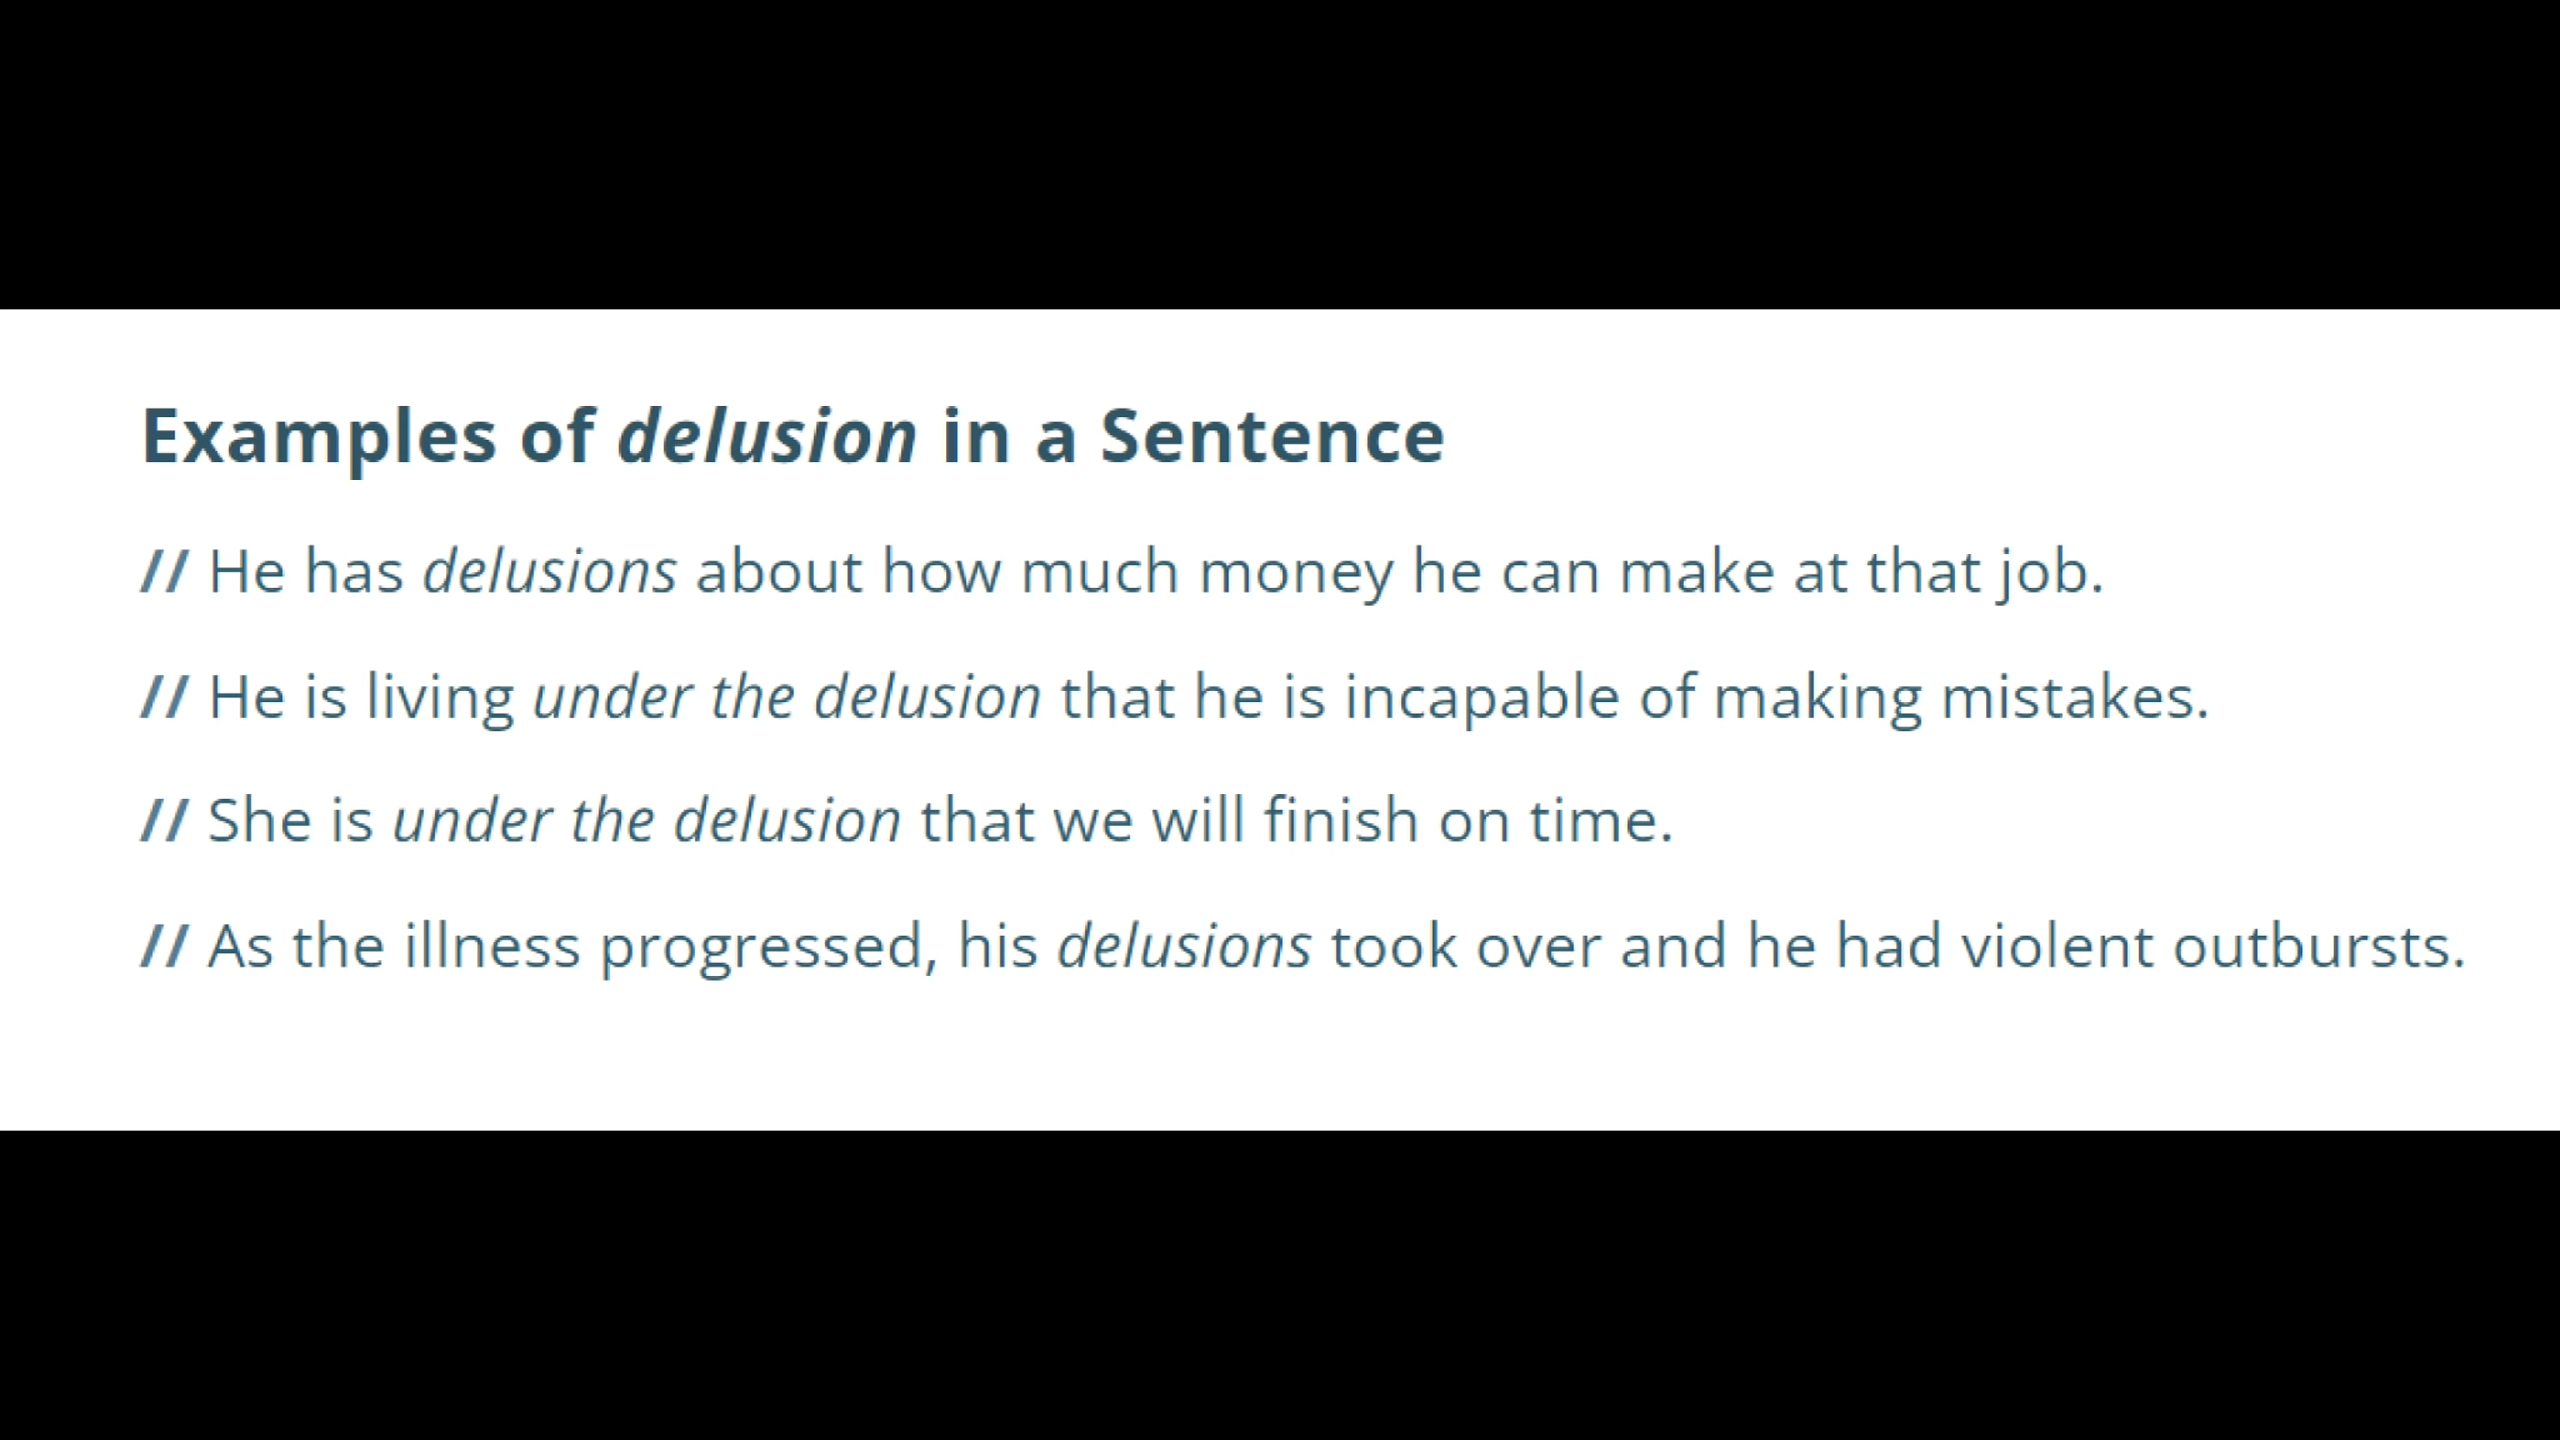 Examples of delusion in a Sentence
// He has delusions about how much money he can make at that job.
// He is living under the delusion that he is incapable of making mistakes.
// She is under the delusion that we will finish on time.
// As the illness progressed, his delusions took over and he had violent outbursts.